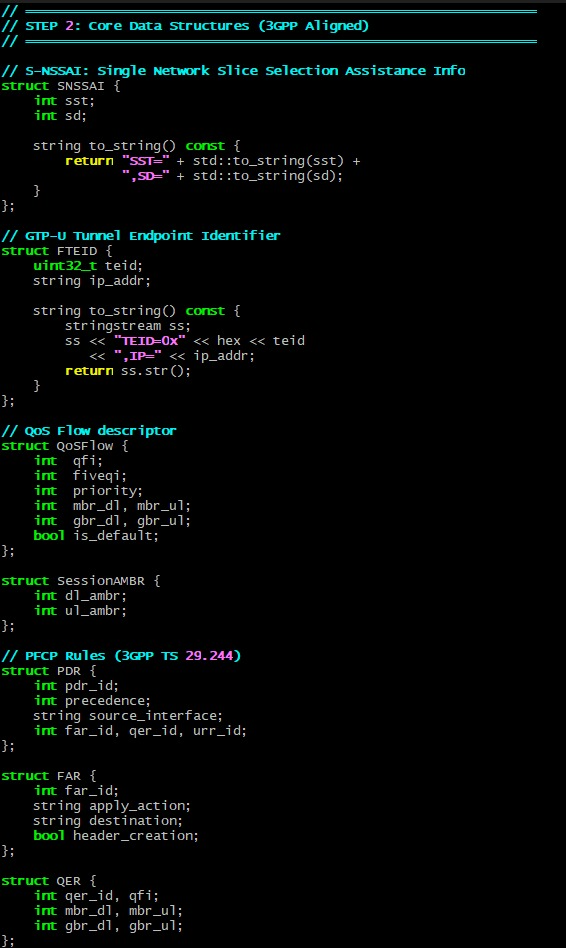 // ══════════════════════════════════════════════════
// STEP 2: Core Data Structures (3GPP Aligned)
// ══════════════════════════════════════════════════

// S-NSSAI: Single Network Slice Selection Assistance Info
struct SNSSAI {
    int sst;
    int sd;

    string to_string() const {
        return "SST=" + std::to_string(sst) +
               ",SD=" + std::to_string(sd);
    }
};

// GTP-U Tunnel Endpoint Identifier
struct FTEID {
    uint32_t teid;
    string ip_addr;

    string to_string() const {
        stringstream ss;
        ss << "TEID=0x" << hex << teid
           << ",IP=" << ip_addr;
        return ss.str();
    }
};

// QoS Flow descriptor
struct QoSFlow {
    int  qfi;
    int  fiveqi;
    int  priority;
    int  mbr_dl, mbr_ul;
    int  gbr_dl, gbr_ul;
    bool is_default;
};

struct SessionAMBR {
    int dl_ambr;
    int ul_ambr;
};

// PFCP Rules (3GPP TS 29.244)
struct PDR {
    int pdr_id;
    int precedence;
    string source_interface;
    int far_id, qer_id, urr_id;
};

struct FAR {
    int far_id;
    string apply_action;
    string destination;
    bool header_creation;
};

struct QER {
    int qer_id, qfi;
    int mbr_dl, mbr_ul;
    int gbr_dl, gbr_ul;
};